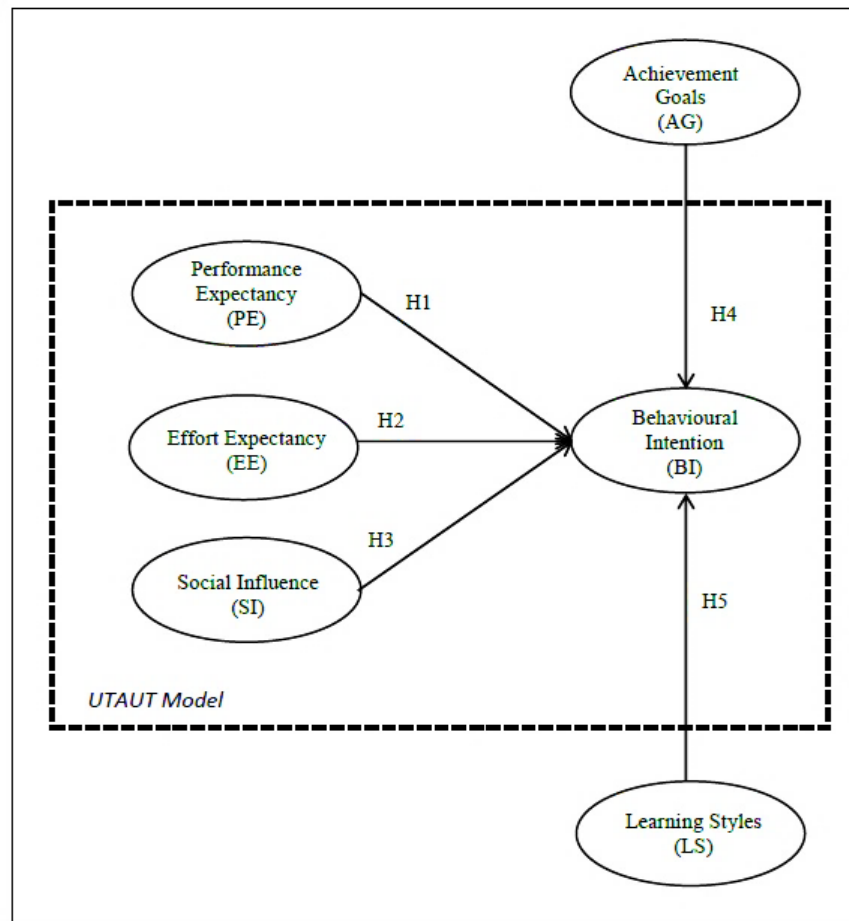 Achievement
Goals
(AG)
Performance
Expectancy
(PE)
H1
H4
Effort Expectancy
(EE)
H2
Behavioural
Intention
(BI)
H3
Social Influence
(SI)
H5
UTAUT Model
Learning Styles
(LS)